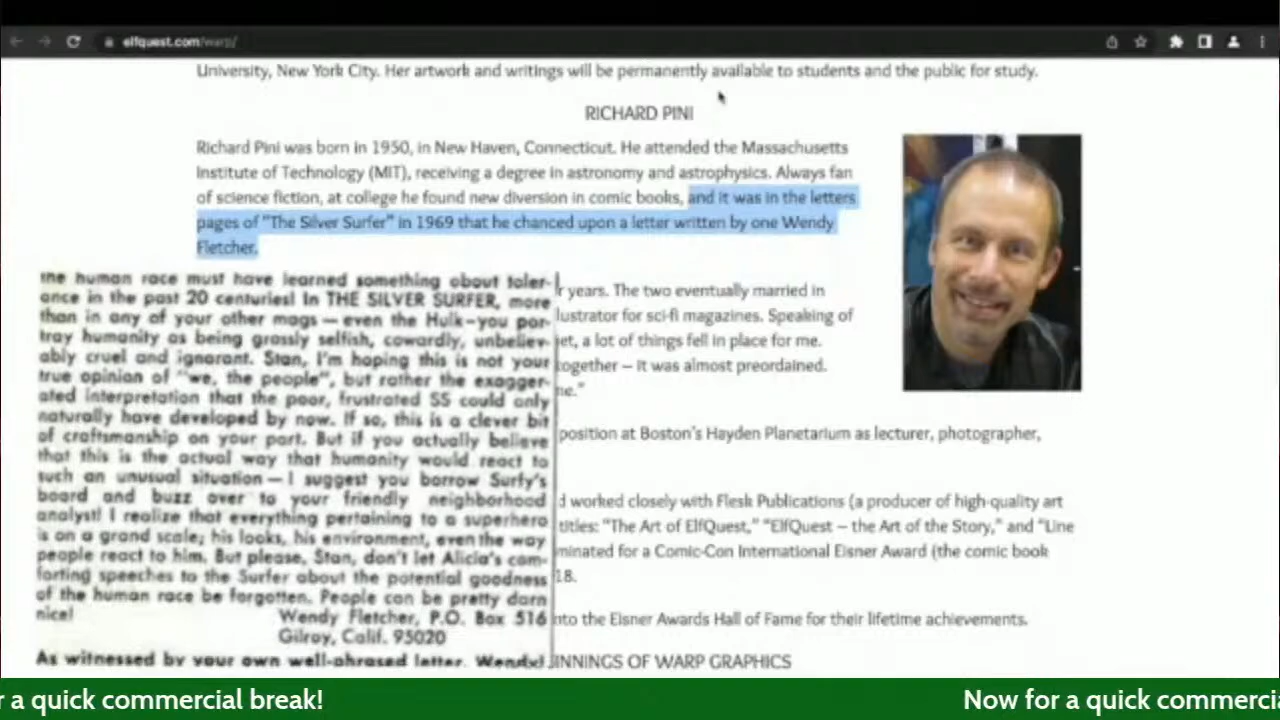 elfquest.com/warp/
University, New York City. Her artwork and writings will be permanently available to students and the public for study.
RICHARD PINI
Richard Pini was born in 1950, in New Haven, Connecticut. He attended the Massachusetts
Institute of Technology (MIT), receiving a degree in astronomy and astrophysics. Always fan
of science fiction, at college he found new diversion in comic books, and it was in the letters
pages of "The Silver Surfer" in 1969 that he chanced upon a letter written by one Wendy
Fletcher.
the human race must have learned something about toler-
ance in the past 20 centuries! In THE SILVER SURFER, more
than in any of your other mags — even the Hulk—you por-
tray humanity as being grossly selfish, cowardly, unbeliev-
ably cruel and ignorant. Stan, I'm hoping this is not your
true opinion of "we, the people", but rather the exagger-
ated interpretation that the poor, frustrated SS could only
naturally have developed by now. If so, this is a clever bit
of craftsmanship on your part. But if you actually believe
that this is the actual way that humanity would react to
such an unusual situation — I suggest you borrow Surfy's
board and buzz over to your friendly neighborhood
analyst! I realize that everything pertaining to a superhero
is on a grand scale; his looks, his environment, even the way
people react to him. But please, Stan, don't let Alicia's com-
forting speeches to the Surfer about the potential goodness
of the human race be forgotten. People can be pretty darn
nice!
Wendy Fletcher, P.O. Box 516
Gilroy, Calif. 95020
As witnessed by your own well-phrased letter, Wendy!
r years. The two eventually married in
lustrator for sci-fi magazines. Speaking of
et, a lot of things fell in place for me.
together – it was almost preordained.
ne."
position at Boston's Hayden Planetarium as lecturer, photographer,
d worked closely with Flesk Publications (a producer of high-quality art
titles: "The Art of ElfQuest," "ElfQuest – the Art of the Story," and "Line
minated for a Comic-Con International Eisner Award (the comic book
18.
nto the Eisner Awards Hall of Fame for their lifetime achievements.
INNINGS OF WARP GRAPHICS
r a quick commercial break! Now for a quick commercia